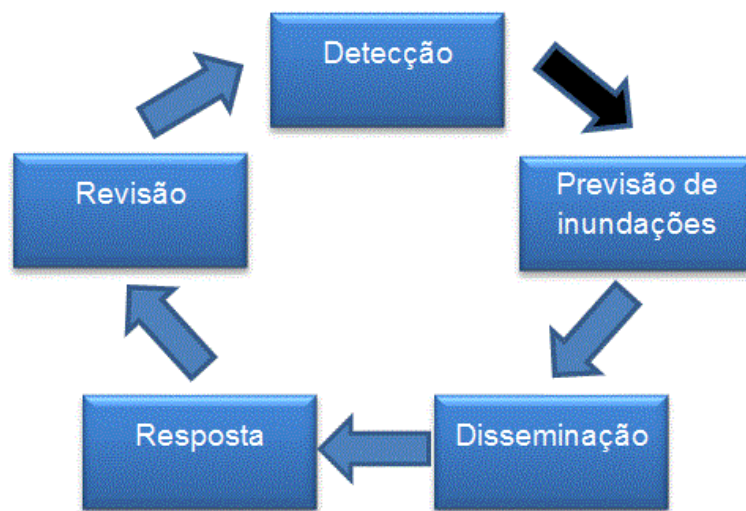 Detecção
Previsão de
inundações
Disseminação
Resposta
Revisão